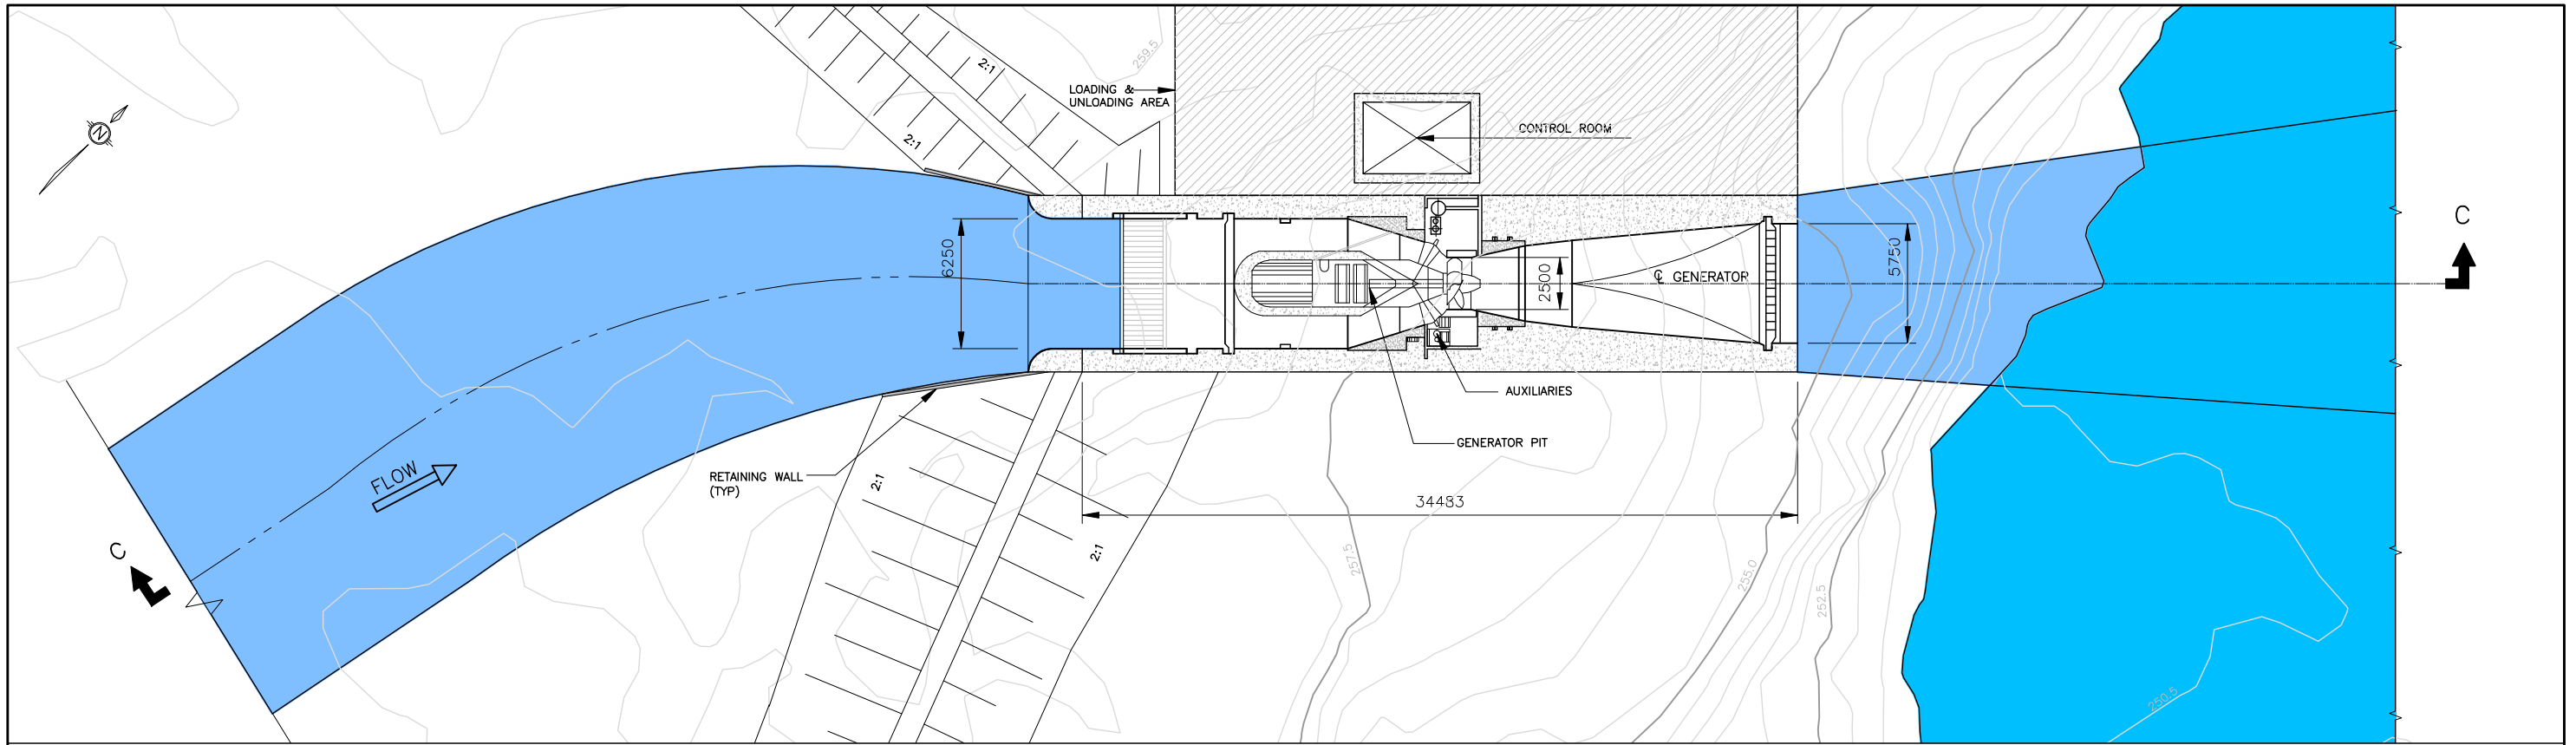 259.5
2:1
LOADING &
UNLOADING AREA
N
2:1
CONTROL ROOM
C
6250
2500
℄ GENERATOR
5750
AUXILIARIES
GENERATOR PIT
FLOW
RETAINING WALL
(TYP)
2:1
34483
C
2:1
257.5
255.0
252.5
250.5